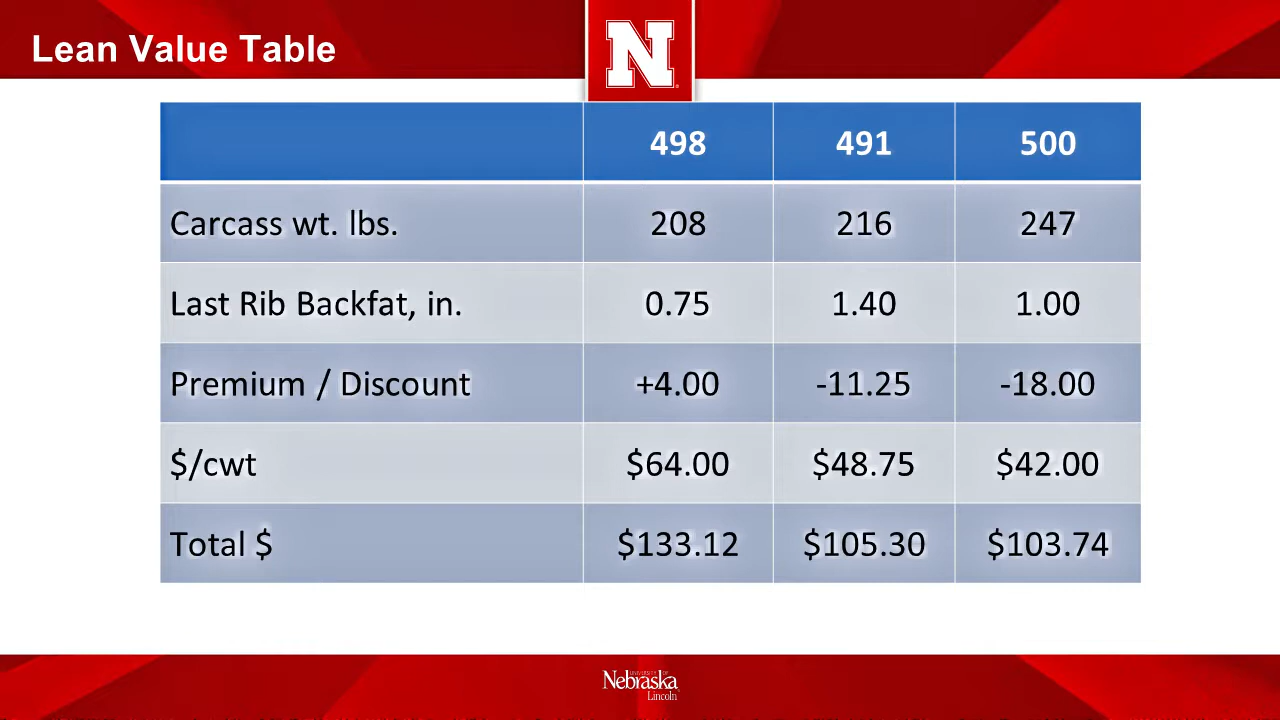 Lean Value Table
N
498 491 500
Carcass wt. lbs. 208 216 247
Last Rib Backfat, in. 0.75 1.40 1.00
Premium / Discount +4.00 -11.25 -18.00
$/cwt $64.00 $48.75 $42.00
Total $ $133.12 $105.30 $103.74
UNIVERSITY OF
Nebraska
Lincoln